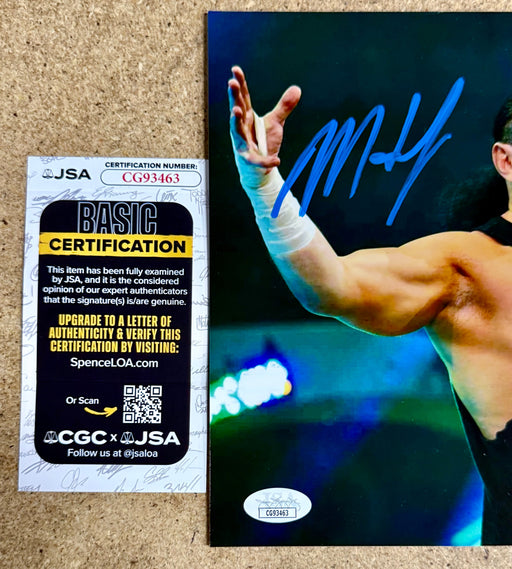 JSA
CERTIFICATION NUMBER:
CG93463
BASIC
CERTIFICATION
This item has been fully examined
by JSA, and it is the considered
opinion of our expert authenticators
that the signature(s) is/are genuine.
UPGRADE TO A LETTER OF
AUTHENTICITY & VERIFY THIS
CERTIFICATION BY VISITING:
SpenceLOA.com
Or Scan
CGC x JSA
Follow us at @jsaloa
CG93463